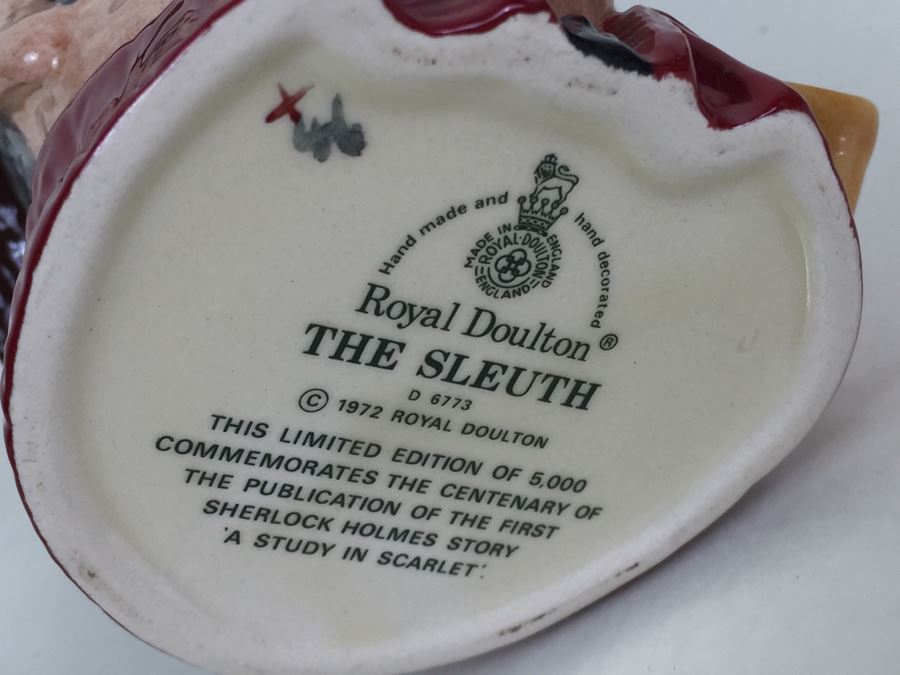 Hand made and hand decorated
MADE IN ENGLAND
ROYAL·DOULTON
ENGLAND
Royal Doulton ®
THE SLEUTH
D 6773
© 1972 ROYAL DOULTON
THIS LIMITED EDITION OF 5,000
COMMEMORATES THE CENTENARY OF
THE PUBLICATION OF THE FIRST
SHERLOCK HOLMES STORY
'A STUDY IN SCARLET'.